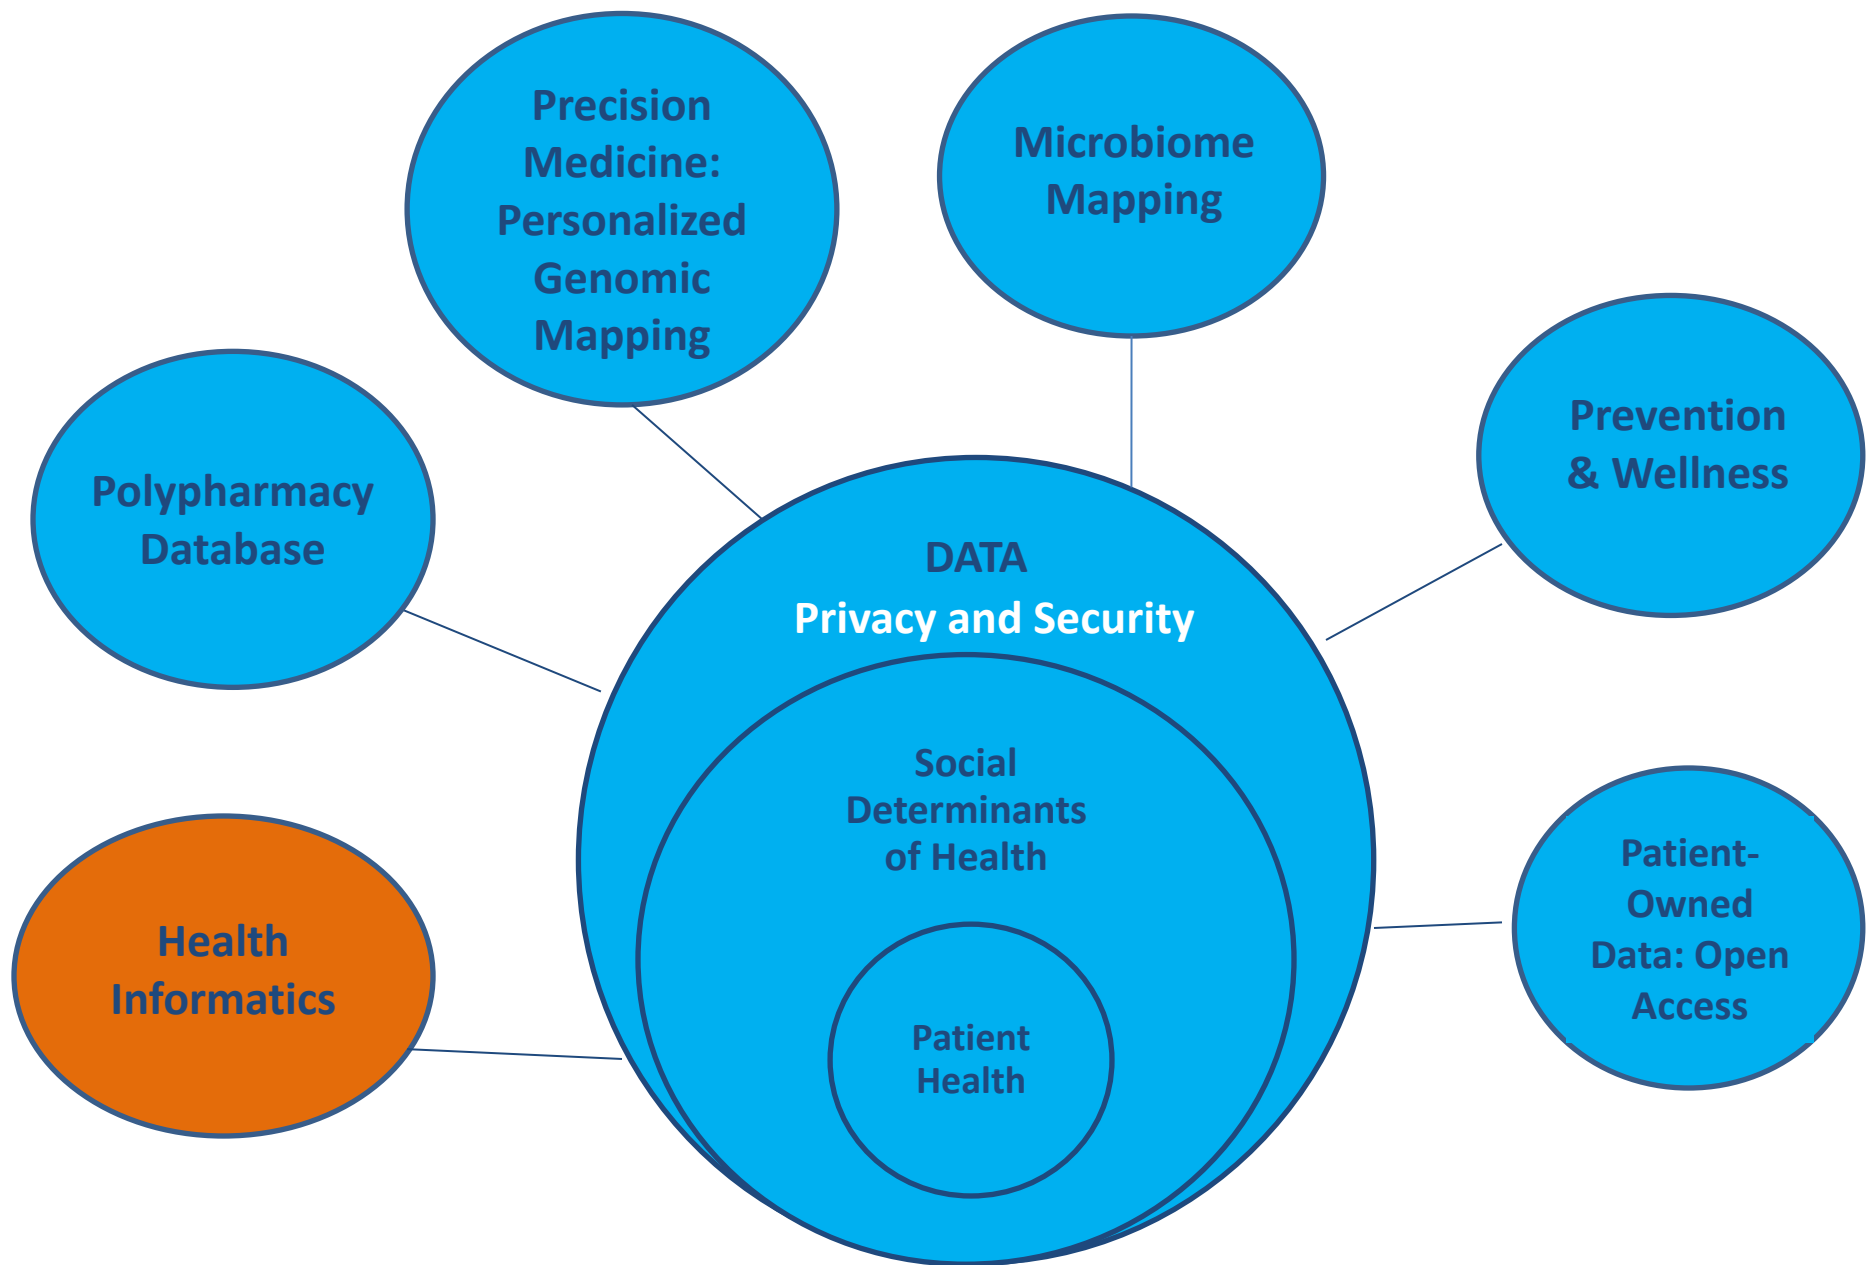 Precision
Medicine:
Personalized
Genomic
Mapping
Microbiome
Mapping
Prevention
& Wellness
Polypharmacy
Database
DATA
Privacy and Security
Social
Determinants
of Health
Patient-
Owned
Data: Open
Access
Health
Informatics
Patient
Health